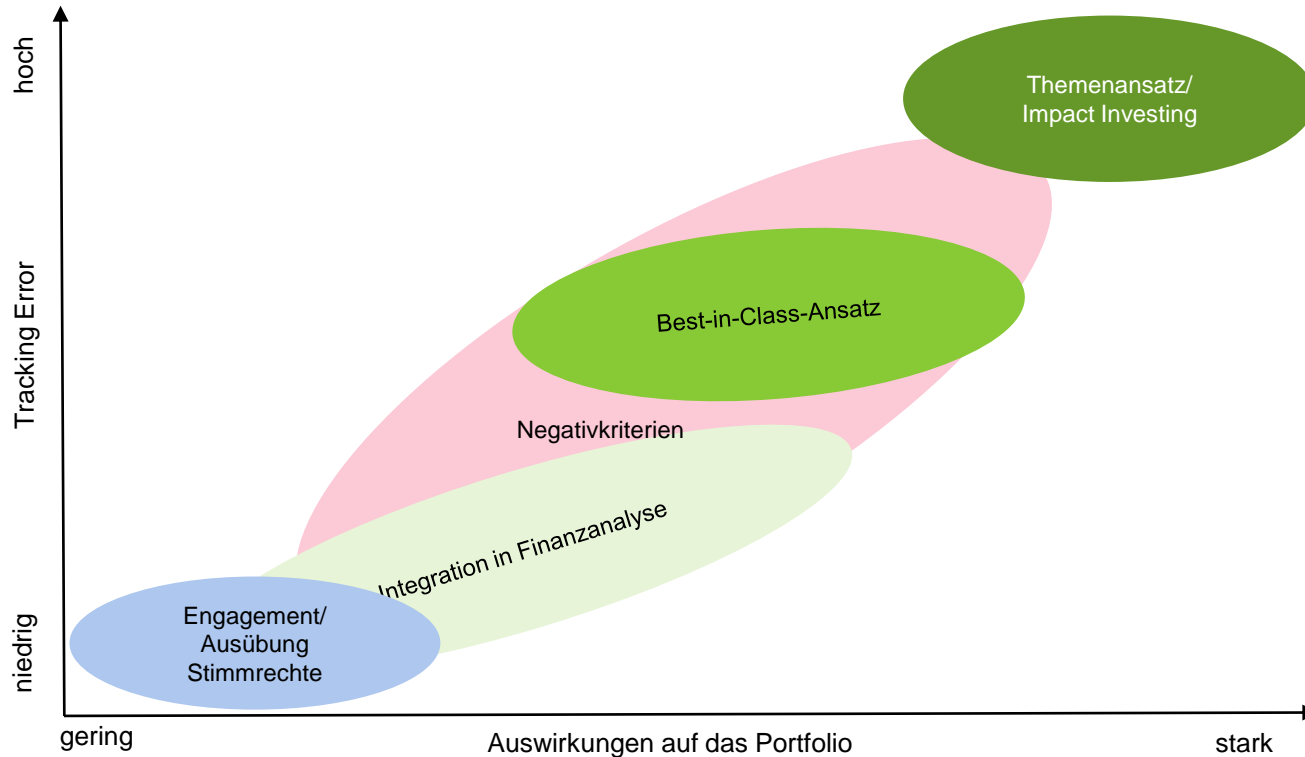 hoch
Themenansatz/
Impact Investing
Tracking Error
Best-in-Class-Ansatz
Negativkriterien
Integration in Finanzanalyse
niedrig
Engagement/
Ausübung
Stimmrechte
gering
Auswirkungen auf das Portfolio
stark